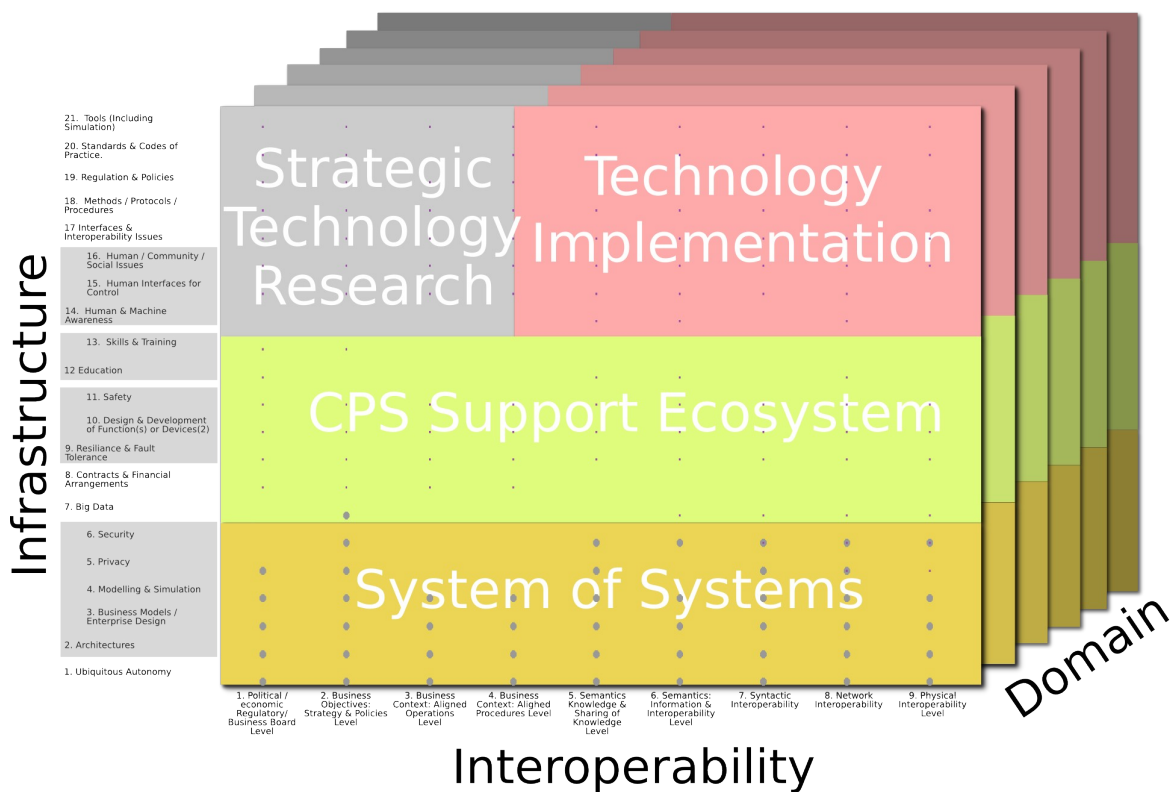 21. Tools (Including
Simulation)
20. Standards & Codes of
Practice.
19. Regulation & Policies
18. Methods / Protocols /
Procedures
17 Interfaces &
Interoperability Issues
16. Human / Community /
Social Issues
15. Human Interfaces for
Control
14. Human & Machine
Awareness
13. Skills & Training
12 Education
11. Safety
10. Design & Development
of Function(s) or Devices(2)
9. Resiliance & Fault
Tolerance
8. Contracts & Financial
Arrangements
7. Big Data
6. Security
5. Privacy
4. Modelling & Simulation
3. Business Models /
Enterprise Design
2. Architectures
1. Ubiquitous Autonomy
Infrastructure
Strategic
Technology
Research
Technology
Implementation
CPS Support Ecosystem
System of Systems
1. Political /
economic
Regulatory/
Business Board
Level
2. Business
Objectives:
Strategy & Policies
Level
3. Business
Context: Aligned
Operations
Level
4. Business
Context: Alighed
Procedures Level
5. Semantics
Knowledge &
Sharing of
Knowledge
Level
6. Semantics:
Information &
Interoperability
Level
7. Syntactic
Interoperability
8. Network
Interoperability
9. Physical
Interoperability
Level
Interoperability
Domain